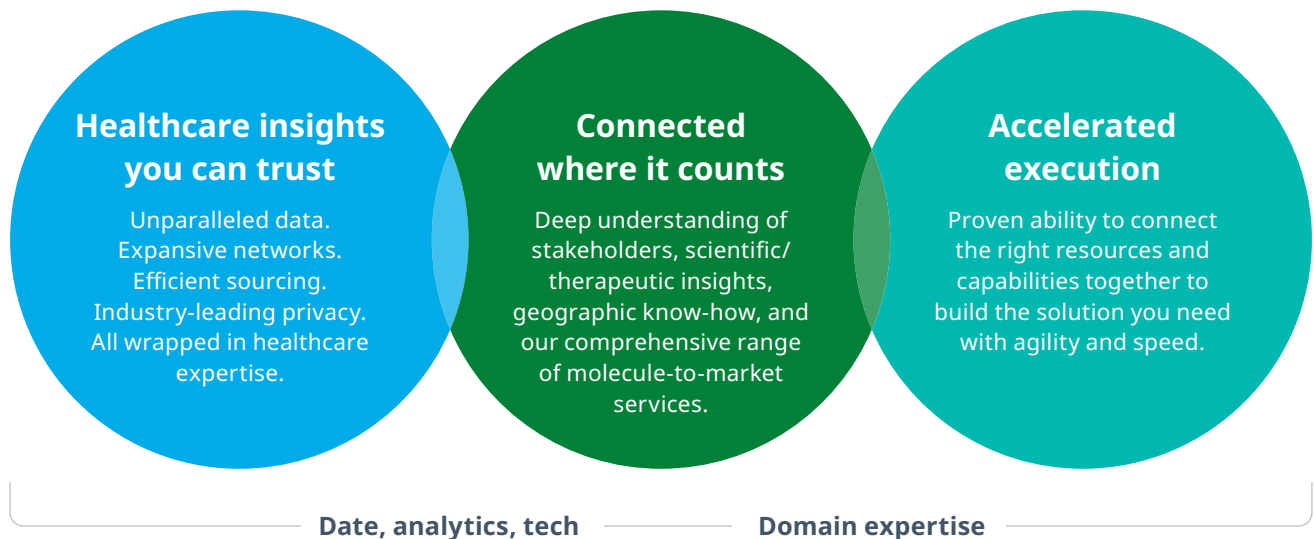 Healthcare insights
you can trust
Unparalleled data.
Expansive networks.
Efficient sourcing.
Industry-leading privacy.
All wrapped in healthcare
expertise.
Connected
where it counts
Deep understanding of
stakeholders, scientific/
therapeutic insights,
geographic know-how, and
our comprehensive range
of molecule-to-market
services.
Accelerated
execution
Proven ability to connect
the right resources and
capabilities together to
build the solution you need
with agility and speed.
Date, analytics, tech
Domain expertise